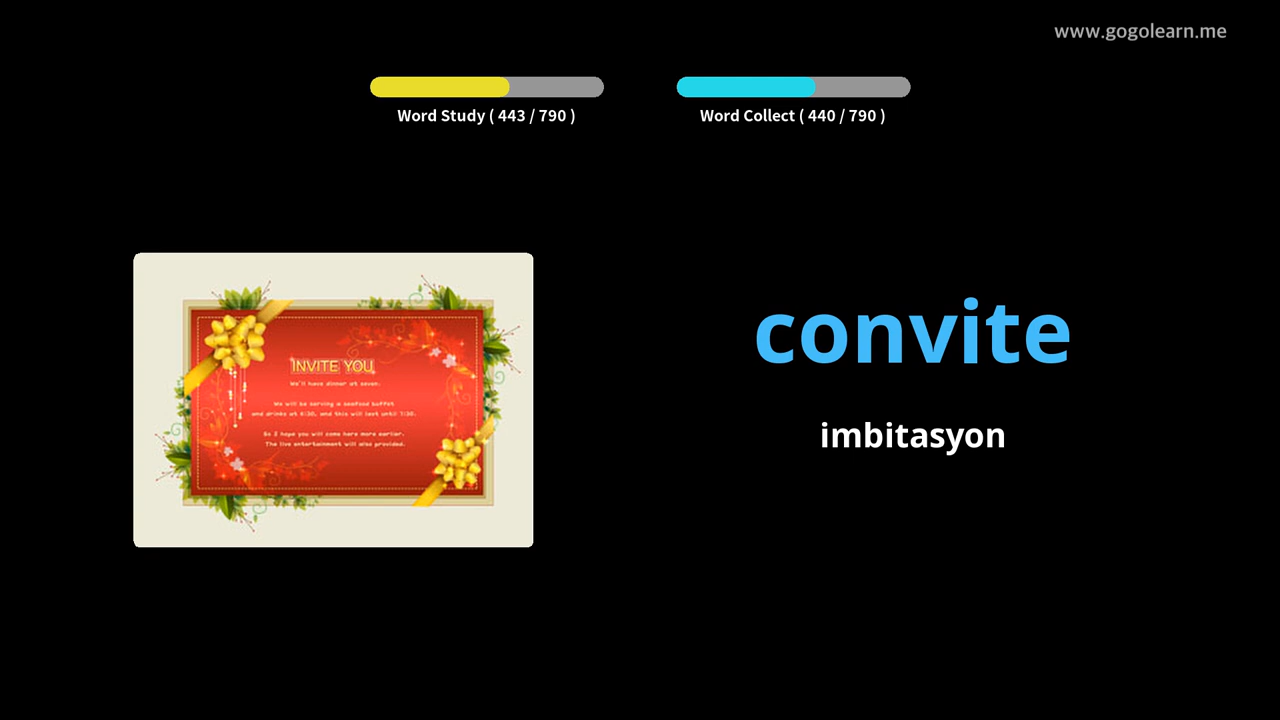 www.gogolearn.me
Word Study ( 443 / 790 )
Word Collect ( 440 / 790 )
INVITE YOU
We'll have dinner at seven.
We will be serving a seafood buffet
and drinks at 6:30, and this will last until 7:30.
So I hope you will come here more earlier.
The live entertainment will also provided.
convite
imbitasyon